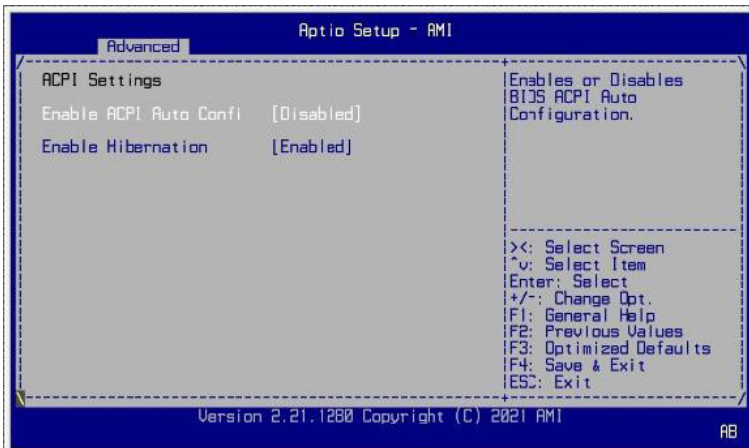 Aptio Setup - AMI
Advanced
ACPI Settings
Enable ACPI Auto Confi [Disabled]
Enable Hibernation [Enabled]
Enables or Disables
BIOS ACPI Auto
Configuration.
><: Select Screen
^v: Select Item
Enter: Select
+/-: Change Opt.
F1: General Help
F2: Previous Values
F3: Optimized Defaults
F4: Save & Exit
ESC: Exit
Version 2.21.1280 Copyright (C) 2021 AMI
AB